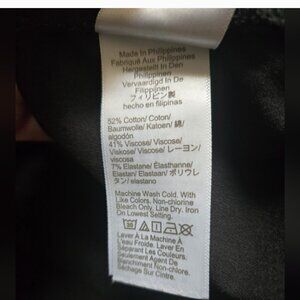 Made In Philippines
Fabriqué Aux Philippines
Hergestellt In Den
Philippinen
Vervaardigd In De
Filippijnen
フィリピン製
hecho en filipinas
52% Cotton/ Coton/
Baumwolle/ Katoen/ 綿/
algodón
41% Viscose/ Viscose/
Viskose/ Viscose/ レーヨン/
viscosa
7% Elastane/ Élasthanne/
Elastan/ Elastaan/ ポリウレ
タン/ elastano
Machine Wash Cold. With
Like Colors. Non-chlorine
Bleach Only. Line Dry. Iron
On Lowest Setting.
Laver À La Machine À
L'eau Froide. Laver En
Séparant Les Couleurs.
Seulement Agent De
Blanchiment Non-chloré.
Séchage Sur Cintre.